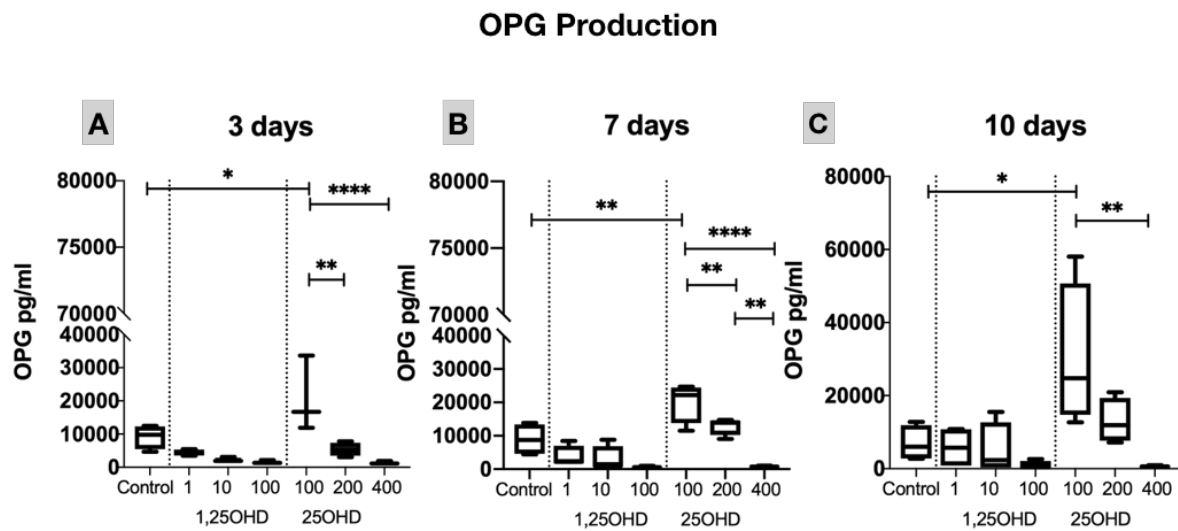 OPG Production
A
3 days
OPG pg/ml
80000
75000
70000
40000
30000
20000
10000
0
*
****
**
Control 1 10 100 100 200 400
1,25OHD 25OHD
B
7 days
OPG pg/ml
80000
75000
70000
40000
30000
20000
10000
0
**
****
**
**
Control 1 10 100 100 200 400
1,25OHD 25OHD
C
10 days
OPG pg/ml
80000
60000
40000
20000
0
*
**
Control 1 10 100 100 200 400
1,25OHD 25OHD